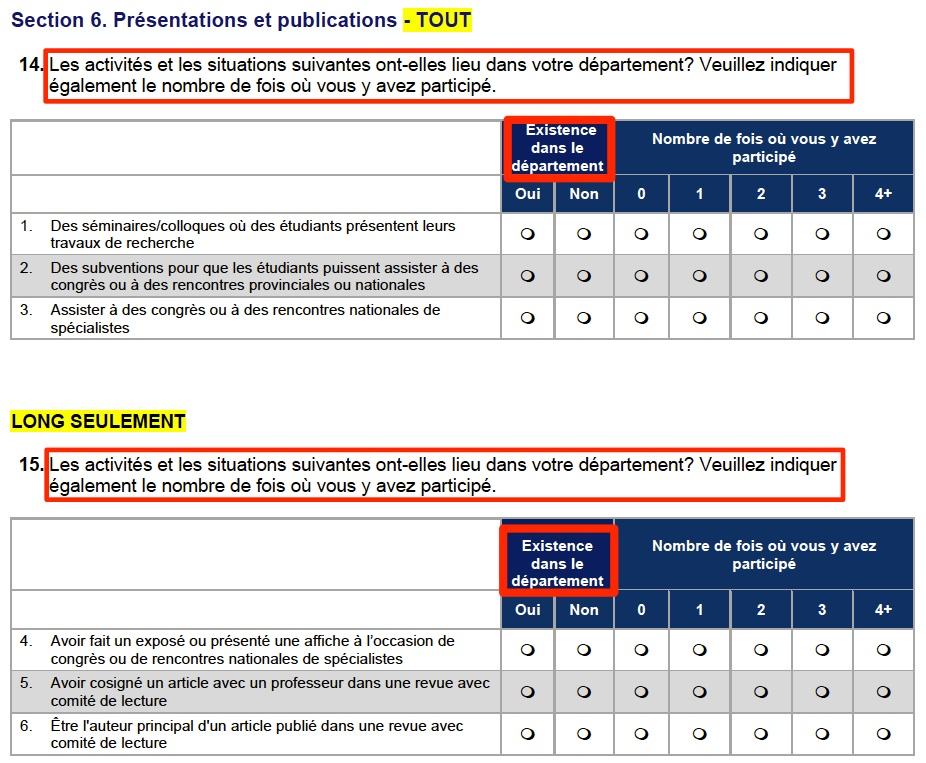 Section 6. Présentations et publications - TOUT
14. Les activités et les situations suivantes ont-elles lieu dans votre département? Veuillez indiquer
également le nombre de fois où vous y avez participé.
Existence
dans le
département
Nombre de fois où vous y avez
participé
Oui Non 0 1 2 3 4+
1. Des séminaires/colloques où des étudiants présentent leurs
travaux de recherche
2. Des subventions pour que les étudiants puissent assister à des
congrès ou à des rencontres provinciales ou nationales
3. Assister à des congrès ou à des rencontres nationales de
spécialistes
LONG SEULEMENT
15. Les activités et les situations suivantes ont-elles lieu dans votre département? Veuillez indiquer
également le nombre de fois où vous y avez participé.
Existence
dans le
département
Nombre de fois où vous y avez
participé
Oui Non 0 1 2 3 4+
4. Avoir fait un exposé ou présenté une affiche à l’occasion de
congrès ou de rencontres nationales de spécialistes
5. Avoir cosigné un article avec un professeur dans une revue avec
comité de lecture
6. Être l'auteur principal d'un article publié dans une revue avec
comité de lecture